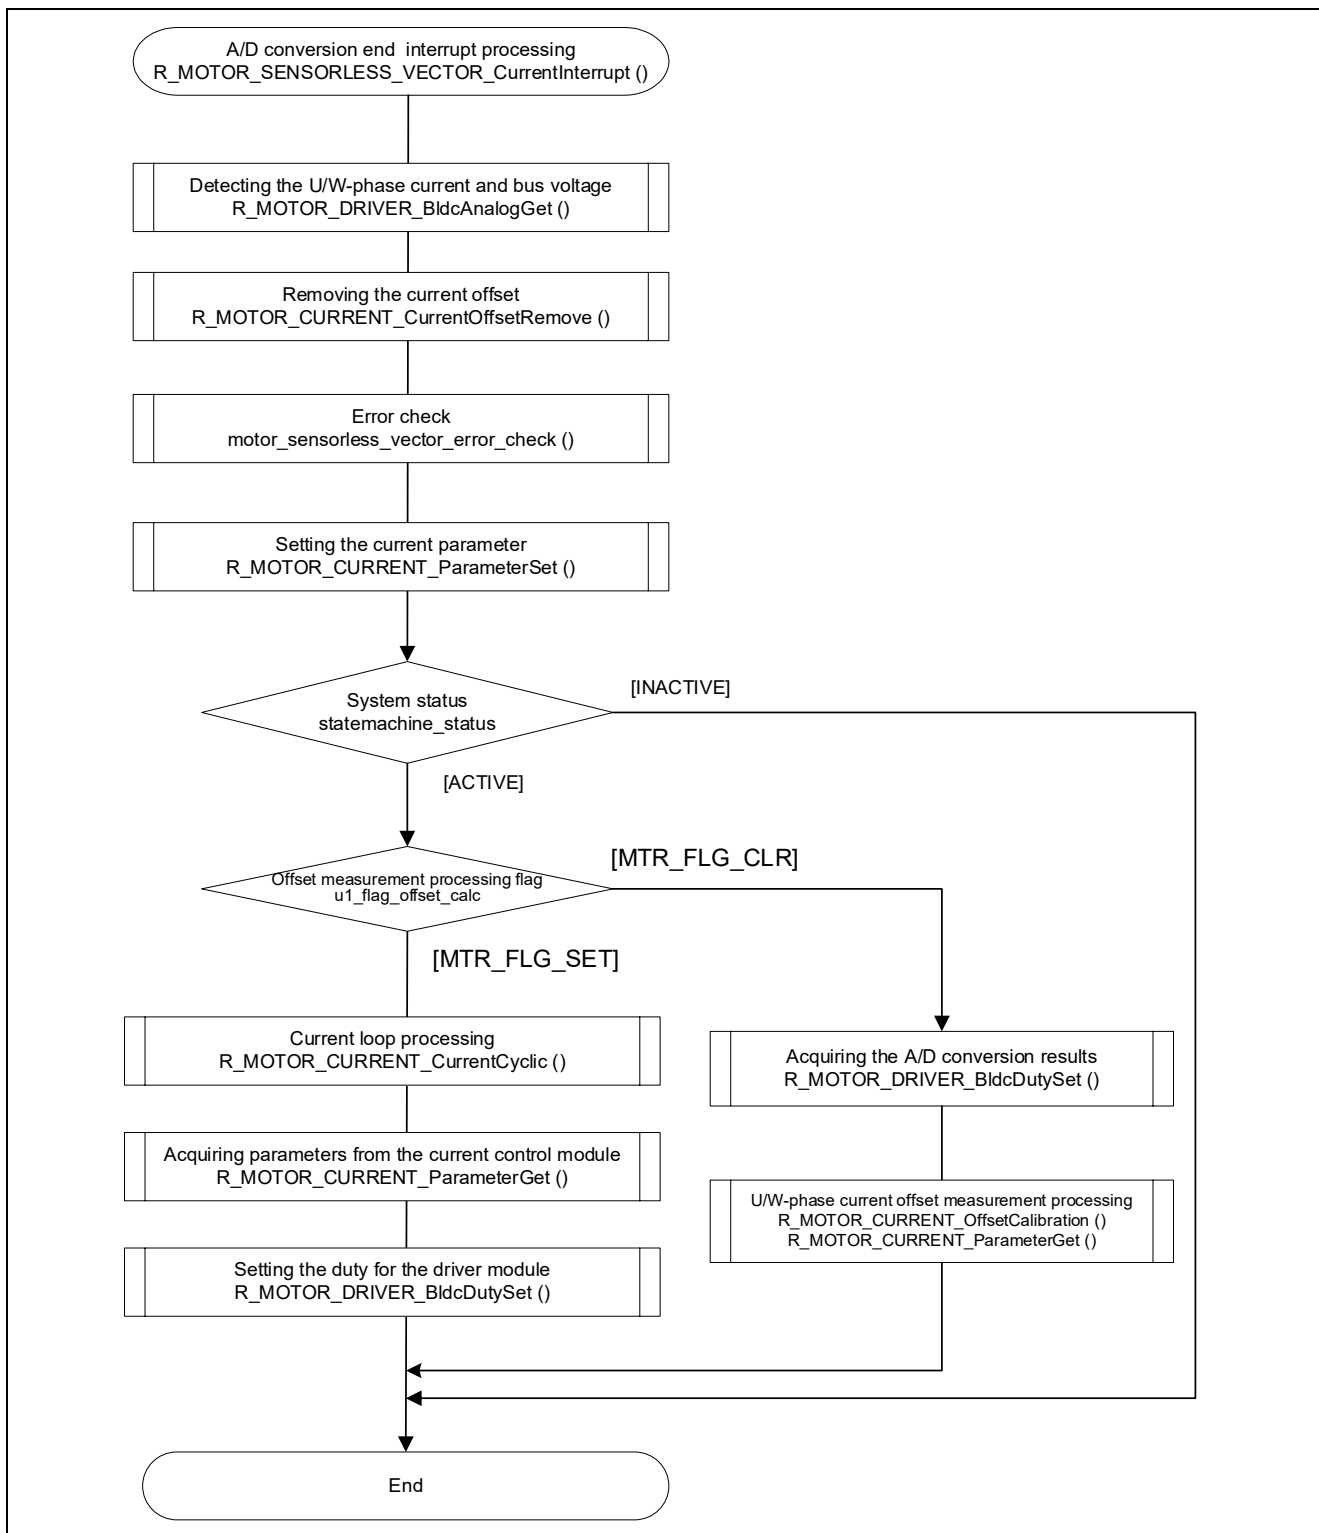 A/D conversion end interrupt processing
R_MOTOR_SENSORLESS_VECTOR_CurrentInterrupt ()
Detecting the U/W-phase current and bus voltage
R_MOTOR_DRIVER_BldcAnalogGet ()
Removing the current offset
R_MOTOR_CURRENT_CurrentOffsetRemove ()
Error check
motor_sensorless_vector_error_check ()
Setting the current parameter
R_MOTOR_CURRENT_ParameterSet ()
System status
statemachine_status
[INACTIVE]
[ACTIVE]
Offset measurement processing flag
u1_flag_offset_calc
[MTR_FLG_CLR]
[MTR_FLG_SET]
Current loop processing
R_MOTOR_CURRENT_CurrentCyclic ()
Acquiring parameters from the current control module
R_MOTOR_CURRENT_ParameterGet ()
Setting the duty for the driver module
R_MOTOR_DRIVER_BldcDutySet ()
Acquiring the A/D conversion results
R_MOTOR_DRIVER_BldcDutySet ()
U/W-phase current offset measurement processing
R_MOTOR_CURRENT_OffsetCalibration ()
R_MOTOR_CURRENT_ParameterGet ()
End